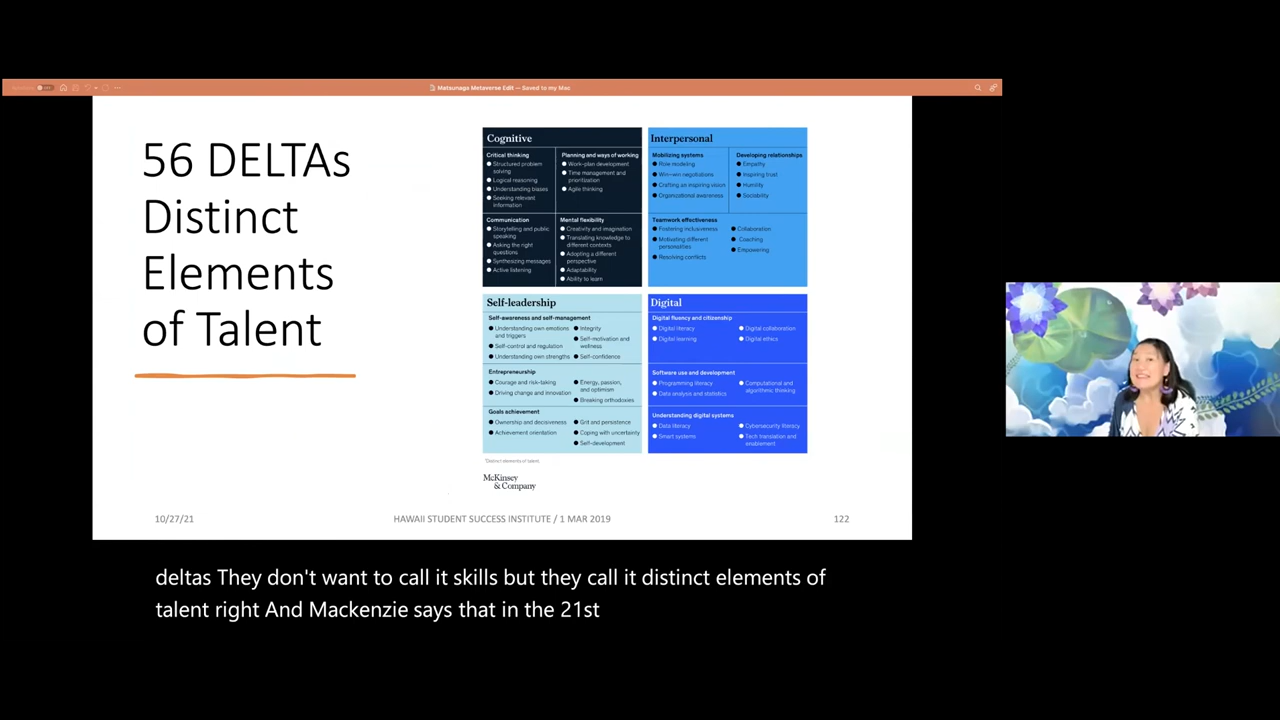 Matsunaga Metaverse Edit — Saved to my Mac
56 DELTAs
Distinct
Elements
of Talent
Cognitive
Critical thinking
Structured problem
solving
Logical reasoning
Understanding biases
Seeking relevant
information
Planning and ways of working
Work-plan development
Time management and
prioritization
Agile thinking
Communication
Storytelling and public
speaking
Asking the right
questions
Synthesizing messages
Active listening
Mental flexibility
Creativity and imagination
Translating knowledge to
different contexts
Adopting a different
perspective
Adaptability
Ability to learn
Interpersonal
Mobilizing systems
Role modeling
Win–win negotiations
Crafting an inspiring vision
Organizational awareness
Developing relationships
Empathy
Inspiring trust
Humility
Sociability
Teamwork effectiveness
Fostering inclusiveness
Motivating different
personalities
Resolving conflicts
Collaboration
Coaching
Empowering
Self-leadership
Self-awareness and self-management
Understanding own emotions
and triggers
Self-control and regulation
Understanding own strengths
Integrity
Self-motivation and
wellness
Self-confidence
Entrepreneurship
Courage and risk-taking
Driving change and innovation
Energy, passion,
and optimism
Breaking orthodoxies
Goals achievement
Ownership and decisiveness
Achievement orientation
Grit and persistence
Coping with uncertainty
Self-development
Digital
Digital fluency and citizenship
Digital literacy
Digital learning
Digital collaboration
Digital ethics
Software use and development
Programming literacy
Data analysis and statistics
Computational and
algorithmic thinking
Understanding digital systems
Data literacy
Smart systems
Cybersecurity literacy
Tech translation and
enablement
Distinct elements of talent.
McKinsey
& Company
10/27/21
HAWAII STUDENT SUCCESS INSTITUTE / 1 MAR 2019
122
deltas They don't want to call it skills but they call it distinct elements of
talent right And Mackenzie says that in the 21st